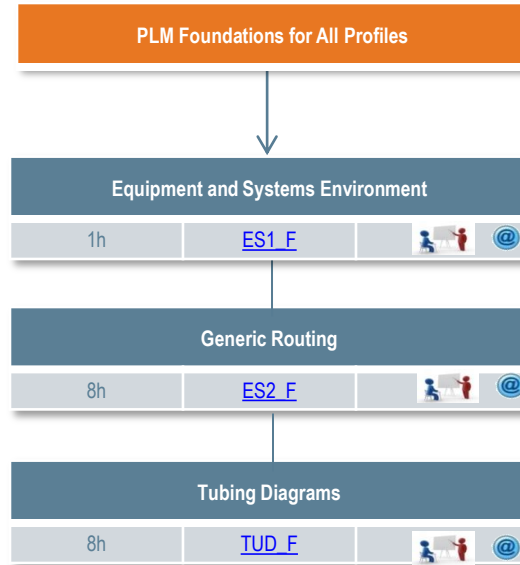 PLM Foundations for All Profiles
Equipment and Systems Environment
1h ES1_F @
Generic Routing
8h ES2_F @
Tubing Diagrams
8h TUD_F @